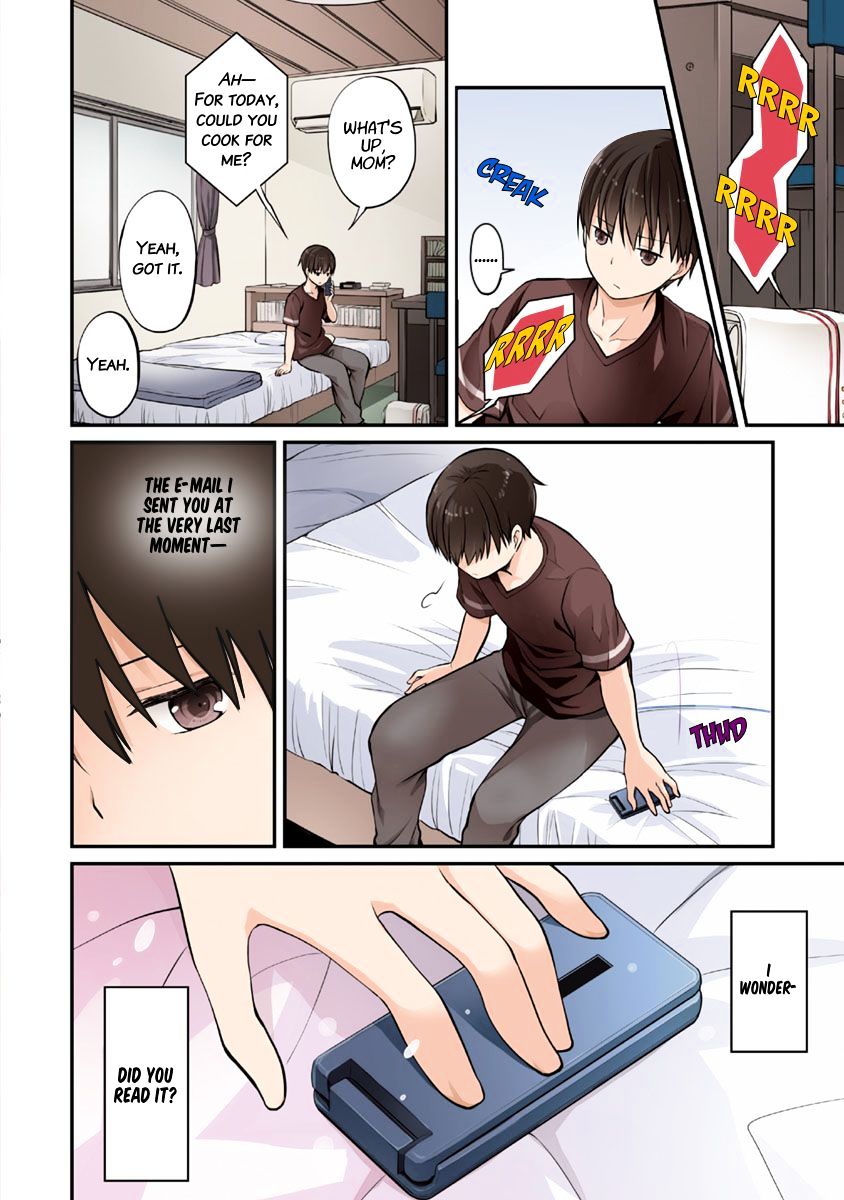 RRRR
RRRR
CREAK
.......
RRRR
WHAT'S
UP,
MOM?
AH—
FOR TODAY,
COULD YOU
COOK FOR
ME?
YEAH,
GOT IT.
YEAH.
THUD
THE E-MAIL I
SENT YOU AT
THE VERY LAST
MOMENT—
I
WONDER-
DID YOU
READ IT?